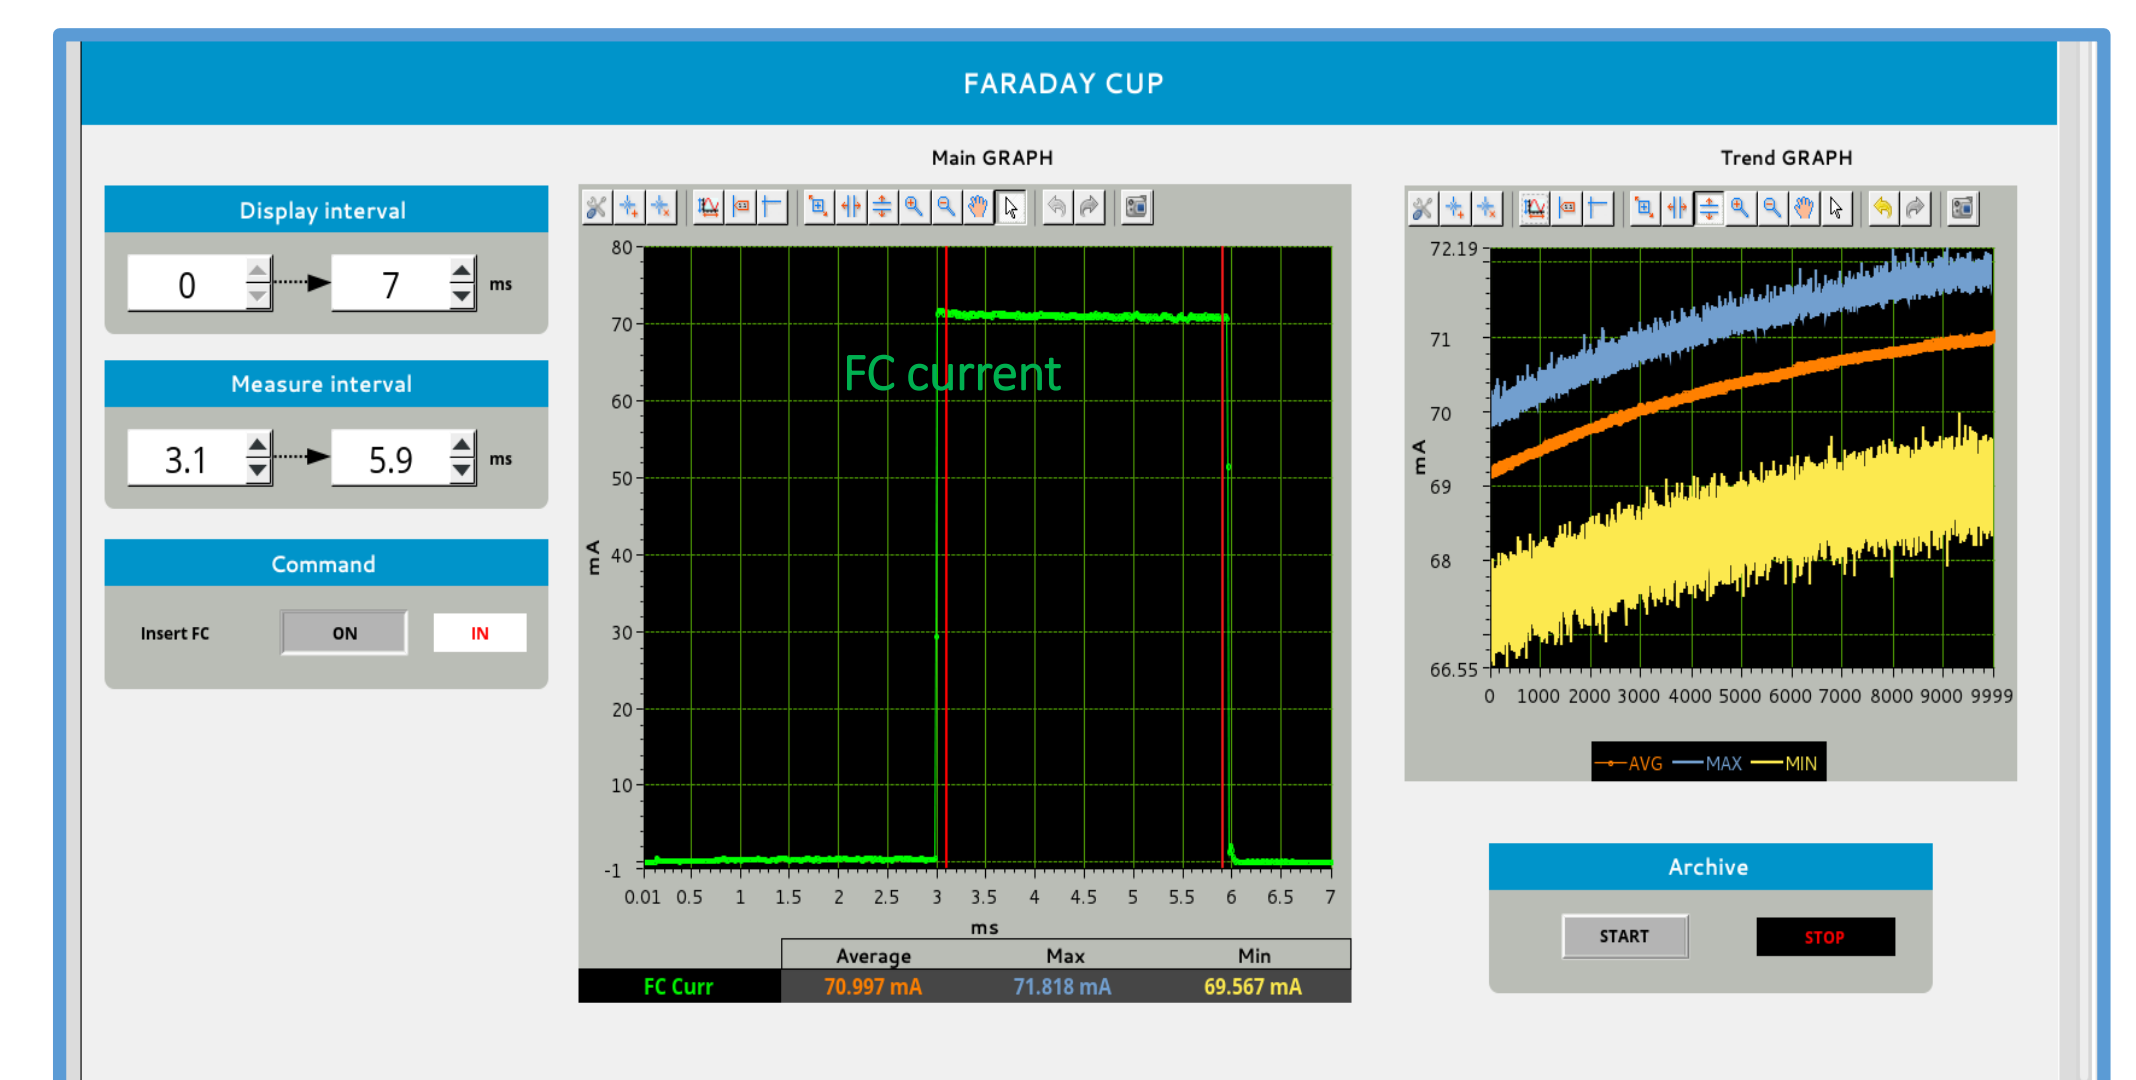 FARADAY CUP
Display interval
0 7 ms
Measure interval
3.1 5.9 ms
Command
Insert FC ON IN
Main GRAPH
80
70
60
50
40
30
20
10
-1
mA
FC current
0.01 0.5 1 1.5 2 2.5 3 3.5 4 4.5 5 5.5 6 6.5 7
ms
Average Max Min
FC Curr 70.997 mA 71.818 mA 69.567 mA
Trend GRAPH
72.19
71
70
69
68
66.55
mA
0 1000 2000 3000 4000 5000 6000 7000 8000 9000 9999
AVG MAX MIN
Archive
START STOP